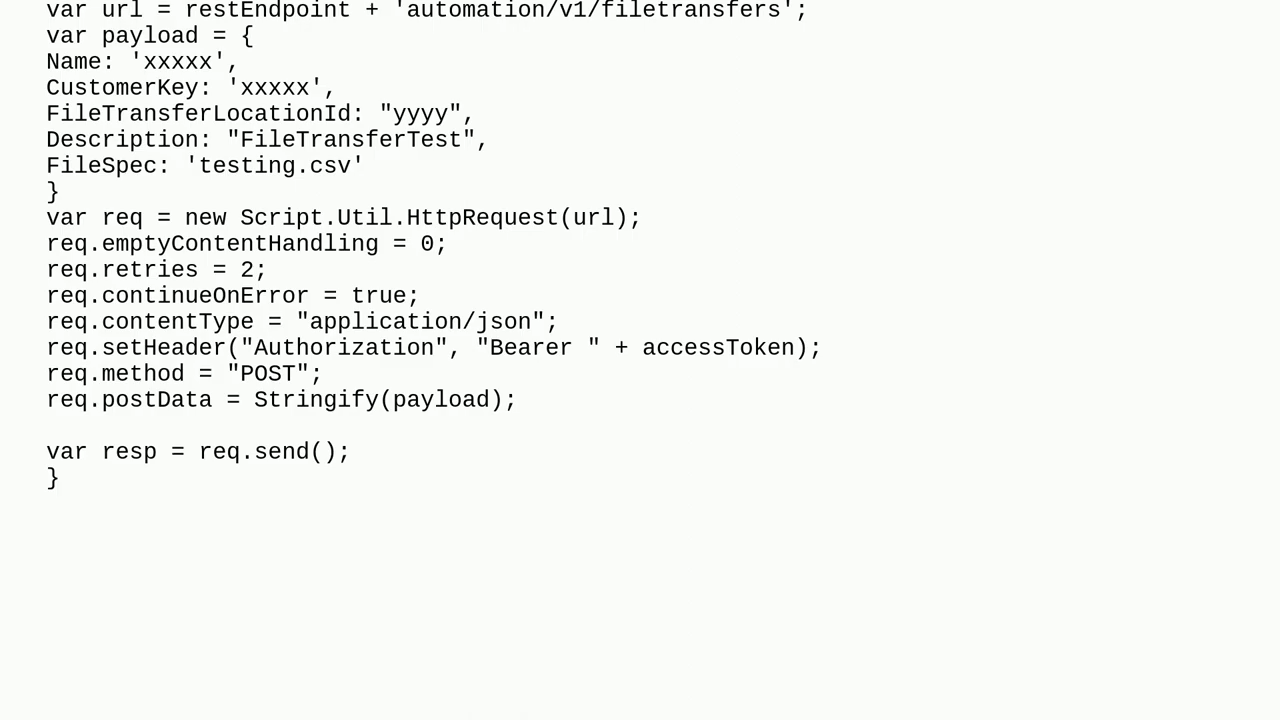 var url = restEndpoint + 'automation/v1/filetransfers';
var payload = {
Name: 'xxxxx',
CustomerKey: 'xxxxx',
FileTransferLocationId: "yyyy",
Description: "FileTransferTest",
FileSpec: 'testing.csv'
}
var req = new Script.Util.HttpRequest(url);
req.emptyContentHandling = 0;
req.retries = 2;
req.continueOnError = true;
req.contentType = "application/json";
req.setHeader("Authorization", "Bearer " + accessToken);
req.method = "POST";
req.postData = Stringify(payload);
var resp = req.send();
}